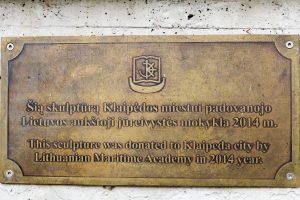 Šią skulptūrą Klaipėdos miestui padovanojo
Lietuvos aukštoji jūreivystės mokykla 2014 m.
This sculpture was donated to Klaipeda city by
Lithuanian Maritime Academy in 2014 year.